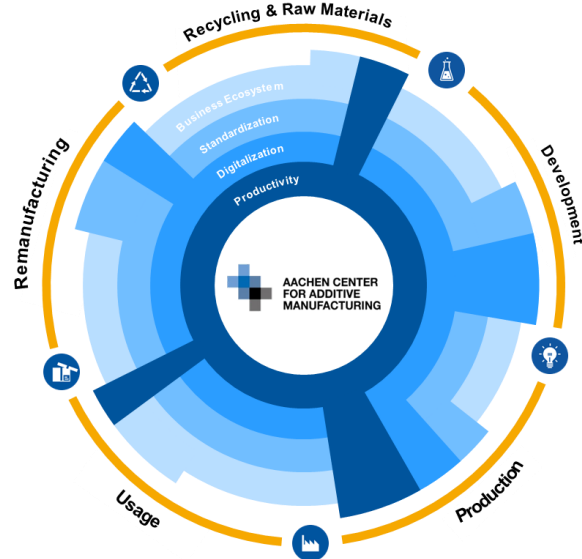 Recycling & Raw Materials
Development
Production
Usage
Remanufacturing
Business Ecosystem
Standardization
Digitalization
Productivity
AACHEN CENTER
FOR ADDITIVE
MANUFACTURING